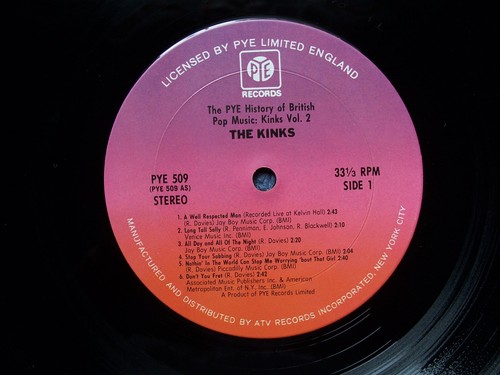 LICENSED BY PYE LIMITED ENGLAND
PYE
RECORDS
The PYE History of British
Pop Music: Kinks Vol. 2
THE KINKS
PYE 509
(PYE 509 AS)
STEREO
33⅓ RPM
SIDE 1
1. A Well Respected Man (Recorded Live at Kelvin Hall) 2:43
(R. Davies) Jay Boy Music Corp. (BMI)
2. Long Tall Sally (R. Penniman, E. Johnson, R. Blackwell) 2:10
Venice Music Inc. (BMI)
3. All Day and All Of The Night (R. Davies) 2:20
Jay Boy Music Corp. (BMI)
4. Stop Your Sobbing (R. Davies) Jay Boy Music Corp. (BMI) 2:04
5. Nothin' In The World Can Stop Me Worrying 'bout That Girl 2:40
(R. Davies) Piccadilly Music Corp. (BMI)
6. Don't You Fret (R. Davies) 2:42
Associated Music Publishers Inc. & American
Metropolitan Ent. of N.Y. Inc. (BMI)
A Product of PYE Records Limited
MANUFACTURED AND DISTRIBUTED BY ATV RECORDS INCORPORATED, NEW YORK CITY